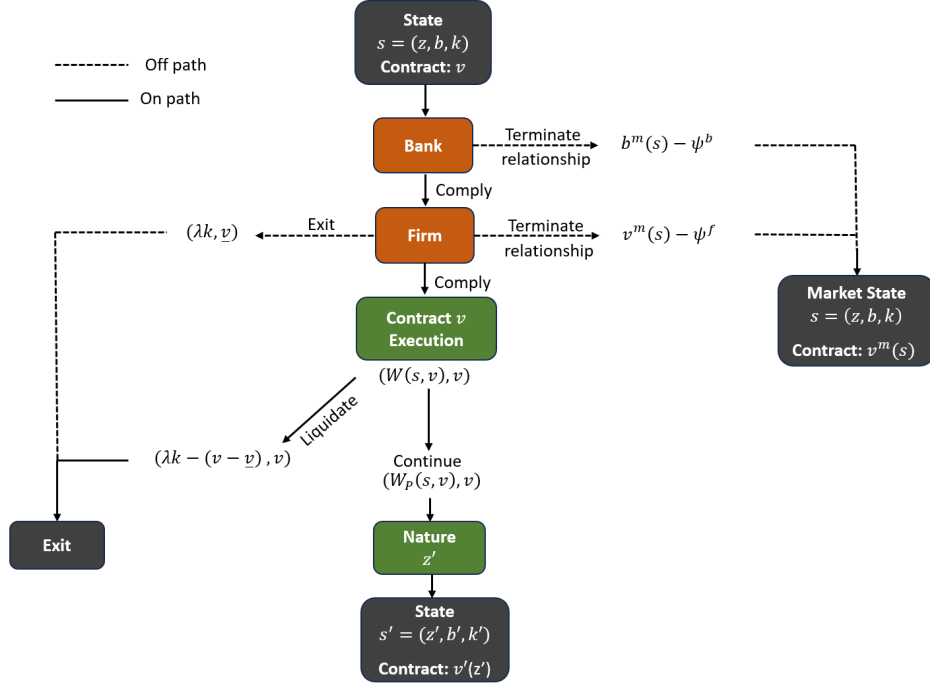 State
s = (z, b, k)
Contract: v
Off path
On path
Bank
Terminate
relationship
b^m(s) − ψ^b
Comply
(λk, v̲)
Exit
Firm
Terminate
relationship
v^m(s) − ψ^f
Comply
Market State
s = (z, b, k)
Contract: v^m(s)
Contract v
Execution
(W(s, v), v)
Liquidate
(λk − (v − v̲) , v)
Continue
(W_P(s, v), v)
Exit
Nature
z′
State
s′ = (z′, b′, k′)
Contract: v′(z′)